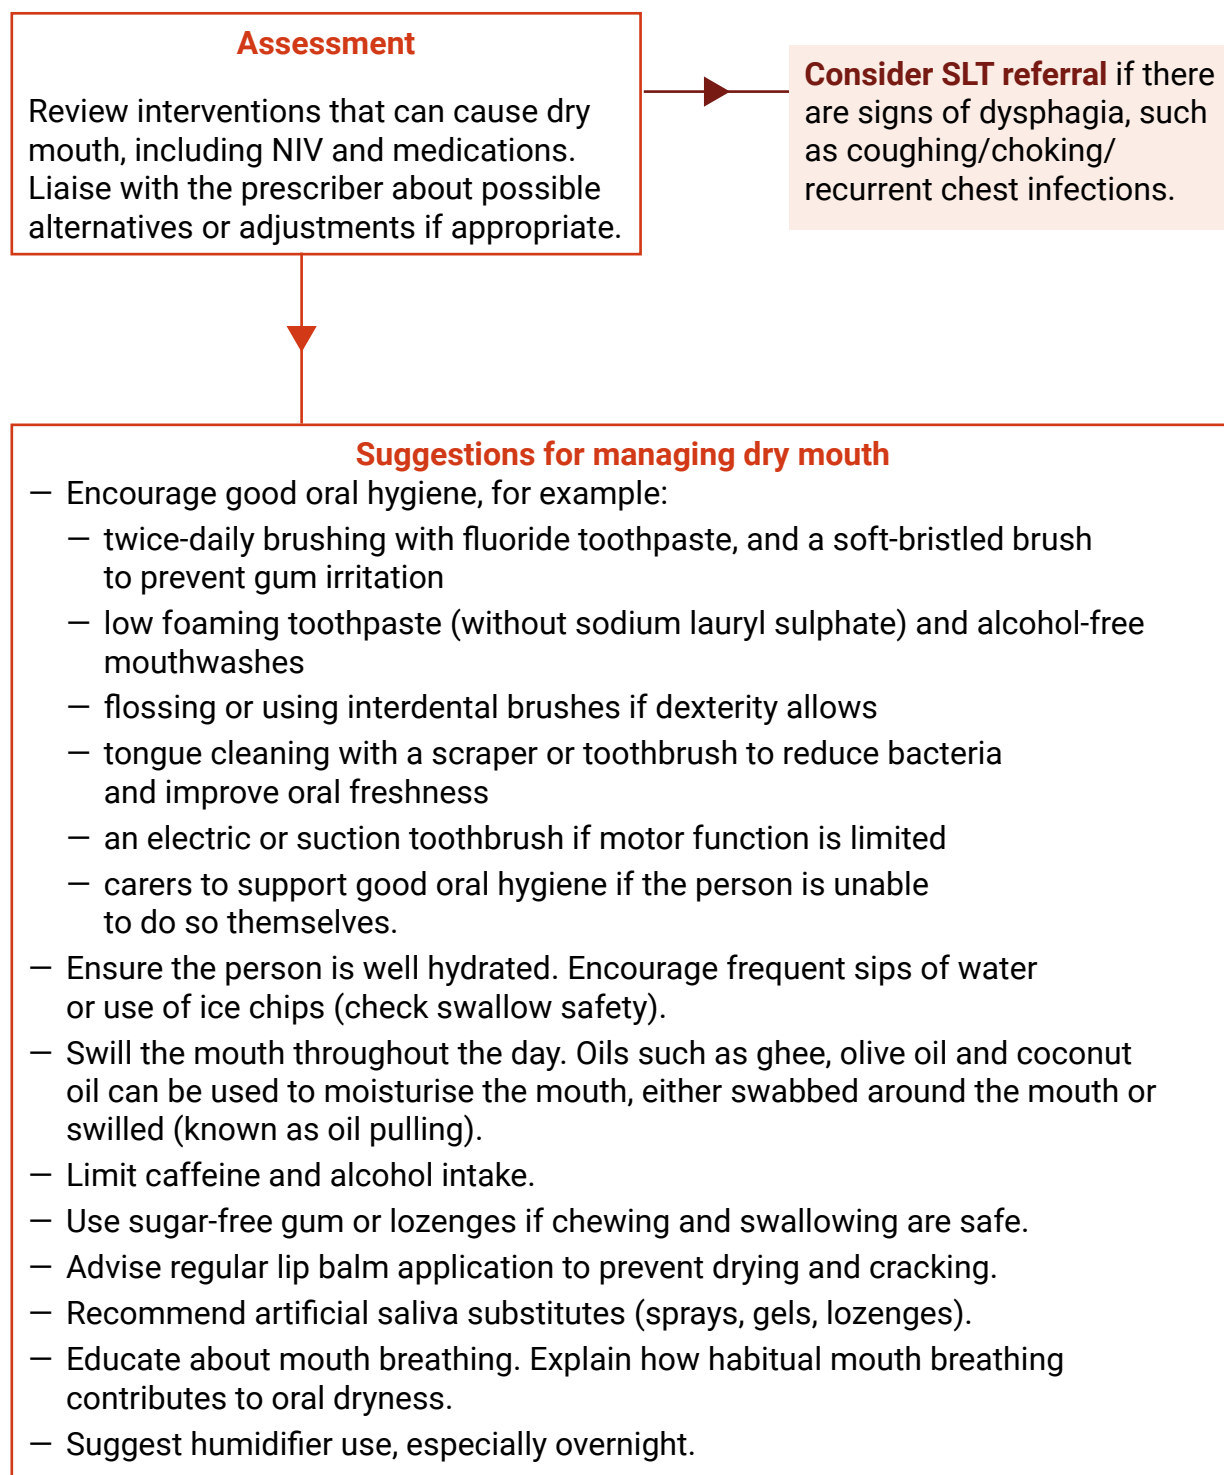 Assessment
Review interventions that can cause dry
mouth, including NIV and medications.
Liaise with the prescriber about possible
alternatives or adjustments if appropriate.
Consider SLT referral if there
are signs of dysphagia, such
as coughing/choking/
recurrent chest infections.
Suggestions for managing dry mouth
— Encourage good oral hygiene, for example:
— twice-daily brushing with fluoride toothpaste, and a soft-bristled brush
to prevent gum irritation
— low foaming toothpaste (without sodium lauryl sulphate) and alcohol-free
mouthwashes
— flossing or using interdental brushes if dexterity allows
— tongue cleaning with a scraper or toothbrush to reduce bacteria
and improve oral freshness
— an electric or suction toothbrush if motor function is limited
— carers to support good oral hygiene if the person is unable
to do so themselves.
— Ensure the person is well hydrated. Encourage frequent sips of water
or use of ice chips (check swallow safety).
— Swill the mouth throughout the day. Oils such as ghee, olive oil and coconut
oil can be used to moisturise the mouth, either swabbed around the mouth or
swilled (known as oil pulling).
— Limit caffeine and alcohol intake.
— Use sugar-free gum or lozenges if chewing and swallowing are safe.
— Advise regular lip balm application to prevent drying and cracking.
— Recommend artificial saliva substitutes (sprays, gels, lozenges).
— Educate about mouth breathing. Explain how habitual mouth breathing
contributes to oral dryness.
— Suggest humidifier use, especially overnight.